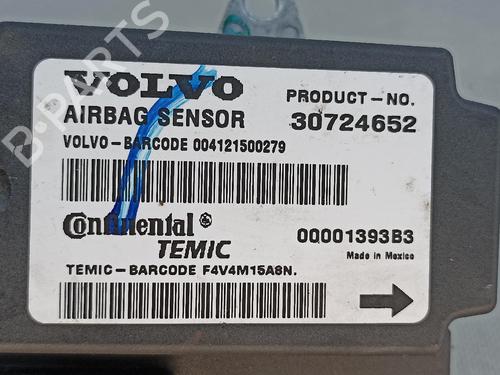 B-PARTS
VOLVO PRODUCT-NO.
AIRBAG SENSOR 30724652
VOLVO-BARCODE 004121500279
Continental 00001393B3
TEMIC Made in Mexico
TEMIC-BARCODE F4V4M15A8N.